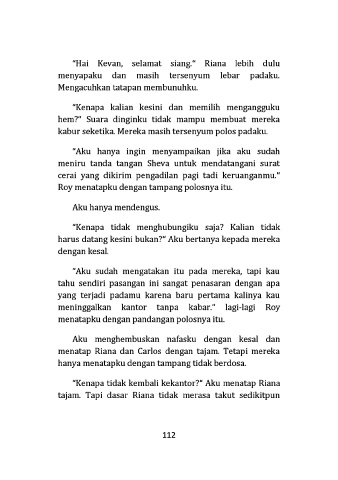 "Hai Kevan, selamat siang." Riana lebih dulu
menyapaku dan masih tersenyum lebar padaku.
Mengacuhkan tatapan membunuhku.
"Kenapa kalian kesini dan memilih mengangguku
hem?" Suara dinginku tidak mampu membuat mereka
kabur seketika. Mereka masih tersenyum polos padaku.
"Aku hanya ingin menyampaikan jika aku sudah
meniru tanda tangan Sheva untuk mendatangani surat
cerai yang dikirim pengadilan pagi tadi keruanganmu."
Roy menatapku dengan tampang polosnya itu.
Aku hanya mendengus.
"Kenapa tidak menghubungiku saja? Kalian tidak
harus datang kesini bukan?" Aku bertanya kepada mereka
dengan kesal.
"Aku sudah mengatakan itu pada mereka, tapi kau
tahu sendiri pasangan ini sangat penasaran dengan apa
yang terjadi padamu karena baru pertama kalinya kau
meninggalkan kantor tanpa kabar." lagi-lagi Roy
menatapku dengan pandangan polosnya itu.
Aku menghembuskan nafasku dengan kesal dan
menatap Riana dan Carlos dengan tajam. Tetapi mereka
hanya menatapku dengan tampang tidak berdosa.
"Kenapa tidak kembali kekantor?" Aku menatap Riana
tajam. Tapi dasar Riana tidak merasa takut sedikitpun
112